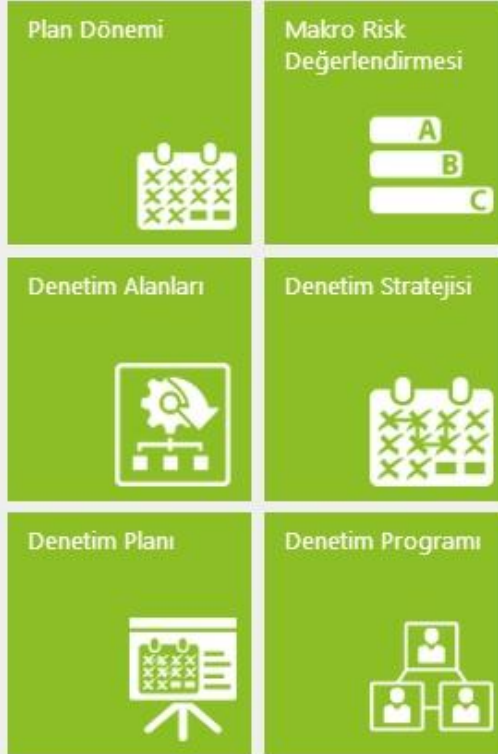 Plan Dönemi
Makro Risk
Değerlendirmesi
A
B
C
Denetim Alanları
Denetim Stratejisi
Denetim Planı
Denetim Programı